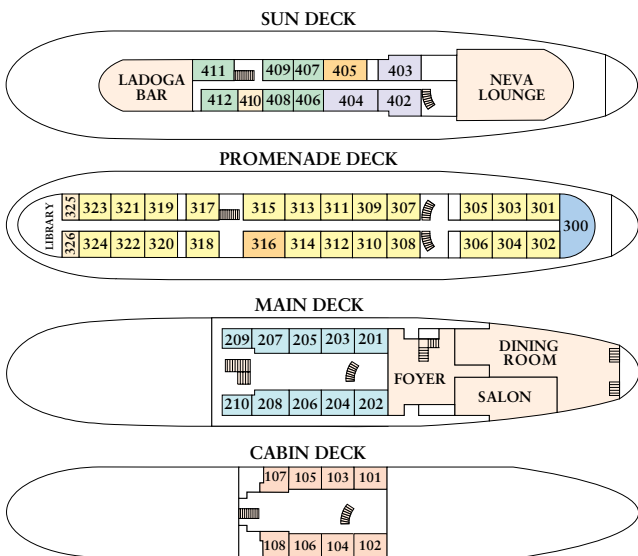 SUN DECK
411 409 407 405 403
LADOGA
BAR
NEVA
LOUNGE
412 410 408 406 404 402
PROMENADE DECK
LIBRARY
325 323 321 319 317 315 313 311 309 307 305 303 301
300
326 324 322 320 318 316 314 312 310 308 306 304 302
MAIN DECK
209 207 205 203 201
DINING
ROOM
FOYER
SALON
210 208 206 204 202
CABIN DECK
107 105 103 101
108 106 104 102